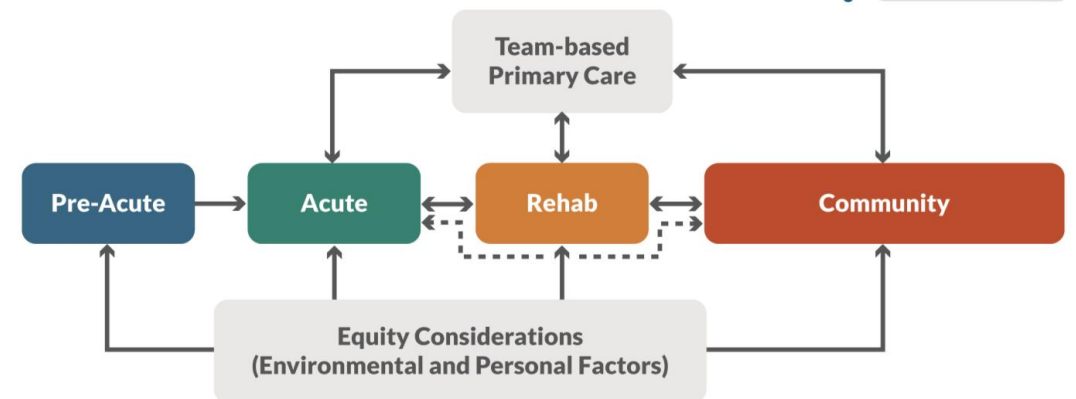 Team-based
Primary Care
Pre-Acute
Acute
Rehab
Community
Equity Considerations
(Environmental and Personal Factors)